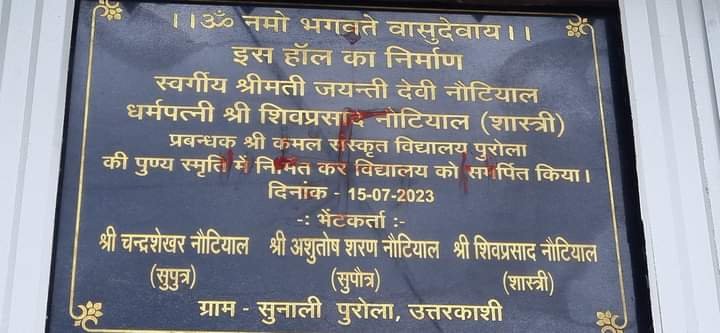 ।।ॐ नमो भगवते वासुदेवाय।।
इस हॉल का निर्माण
स्वर्गीय श्रीमती जयन्ती देवी नौटियाल
धर्मपत्नी श्री शिवप्रसाद नौटियाल (शास्त्री)
प्रबन्धक श्री कमल संस्कृत विद्यालय पुरोला
की पुण्य स्मृति में निर्मित कर विद्यालय को समर्पित किया।
दिनांक - 15-07-2023
-: भेंटकर्ता :-
श्री चन्द्रशेखर नौटियाल श्री अशुतोष शरण नौटियाल श्री शिवप्रसाद नौटियाल
(सुपुत्र) (सुपौत्र) (शास्त्री)
ग्राम - सुनाली पुरोला, उत्तरकाशी